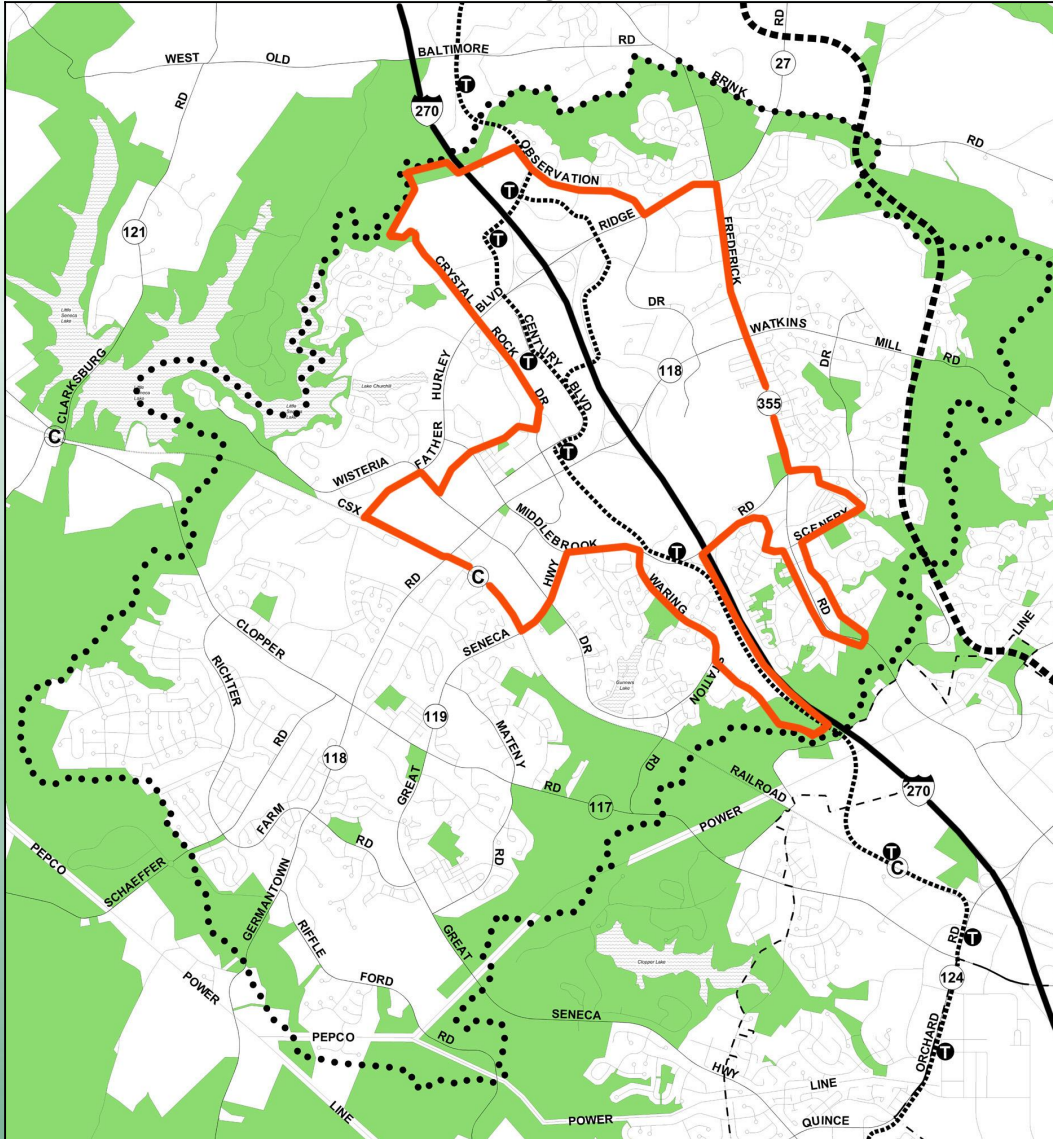 WEST OLD BALTIMORE RD
RD
27
T
270
BRINK
RD
RD
OBSERVATION
T
121
RIDGE
T
FREDERICK
CRYSTAL
BLVD
DR
ROCK
CENTURY
BLVD
WATKINS
MILL
RD
Little
Seneca
Lake
HURLEY
T
118
DR
CLARKSBURG
Lake Churchill
DR
355
C
FATHER
T
WISTERIA
CSX
RD
SCENERY
MIDDLEBROOK
T
HWY
C
RD
WARING
RD
SENECA
DR
LINE
CLOPPER
STATION
Gunners
Lake
RICHTER
119
MATENY
RD
118
RD
RD
RAILROAD
270
GREAT
117
POWER
FARM
RD
PEPCO
T
C
SCHAEFFER
RD
GERMANTOWN
RIFFLE
GREAT
RD
T
Clopper Lake
FORD
124
POWER
SENECA
ORCHARD
PEPCO
RD
T
HWY
LINE
LINE
POWER
QUINCE